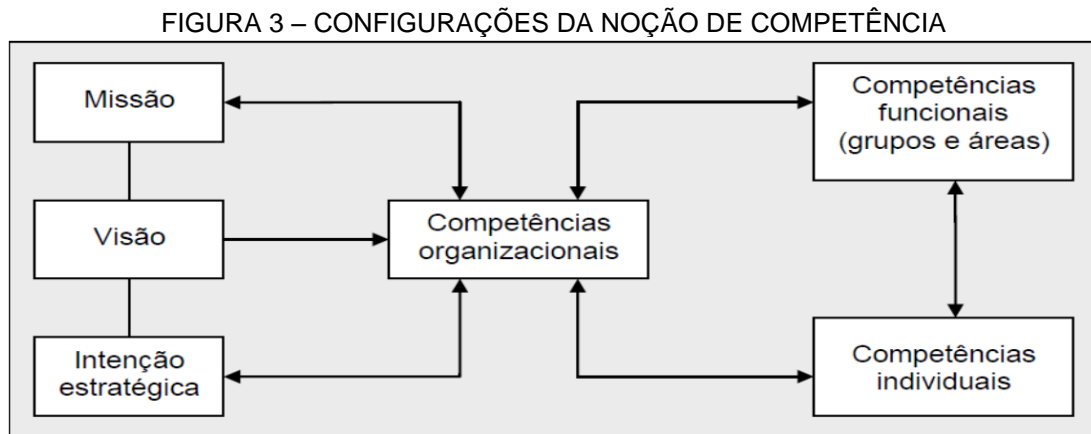 FIGURA 3 – CONFIGURAÇÕES DA NOÇÃO DE COMPETÊNCIA
Missão
Visão
Intenção
estratégica
Competências
organizacionais
Competências
funcionais
(grupos e áreas)
Competências
individuais